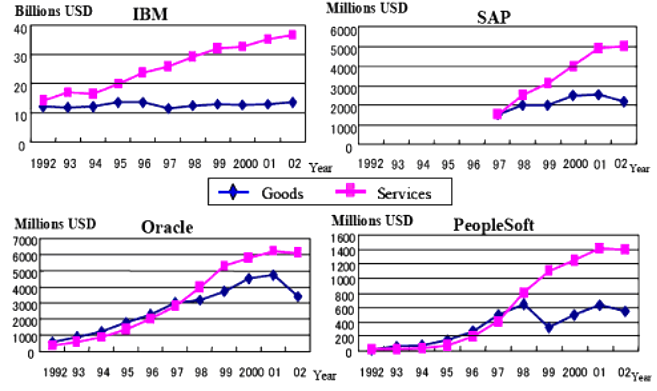 Billions USD
IBM
40
30
20
10
0
1992 93 94 95 96 97 98 99 2000 01 02 Year
Millions USD
SAP
6000
5000
4000
3000
2000
1000
0
1992 93 94 95 96 97 98 99 2000 01 02 Year
Goods Services
Millions USD
Oracle
7000
6000
5000
4000
3000
2000
1000
0
1992 93 94 95 96 97 98 99 2000 01 02 Year
Millions USD
PeopleSoft
1600
1400
1200
1000
800
600
400
200
0
1992 93 94 95 96 97 98 99 2000 01 02 Year